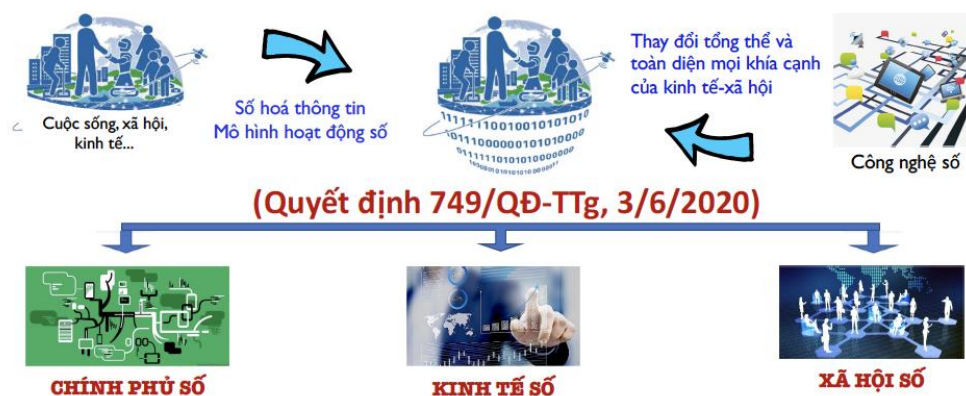 Cuộc sống, xã hội,
kinh tế...
Số hoá thông tin
Mô hình hoạt động số
Thay đổi tổng thể và
toàn diện mọi khía cạnh
của kinh tế-xã hội
Công nghệ số
(Quyết định 749/QĐ-TTg, 3/6/2020)
CHÍNH PHỦ SỐ
KINH TẾ SỐ
XÃ HỘI SỐ